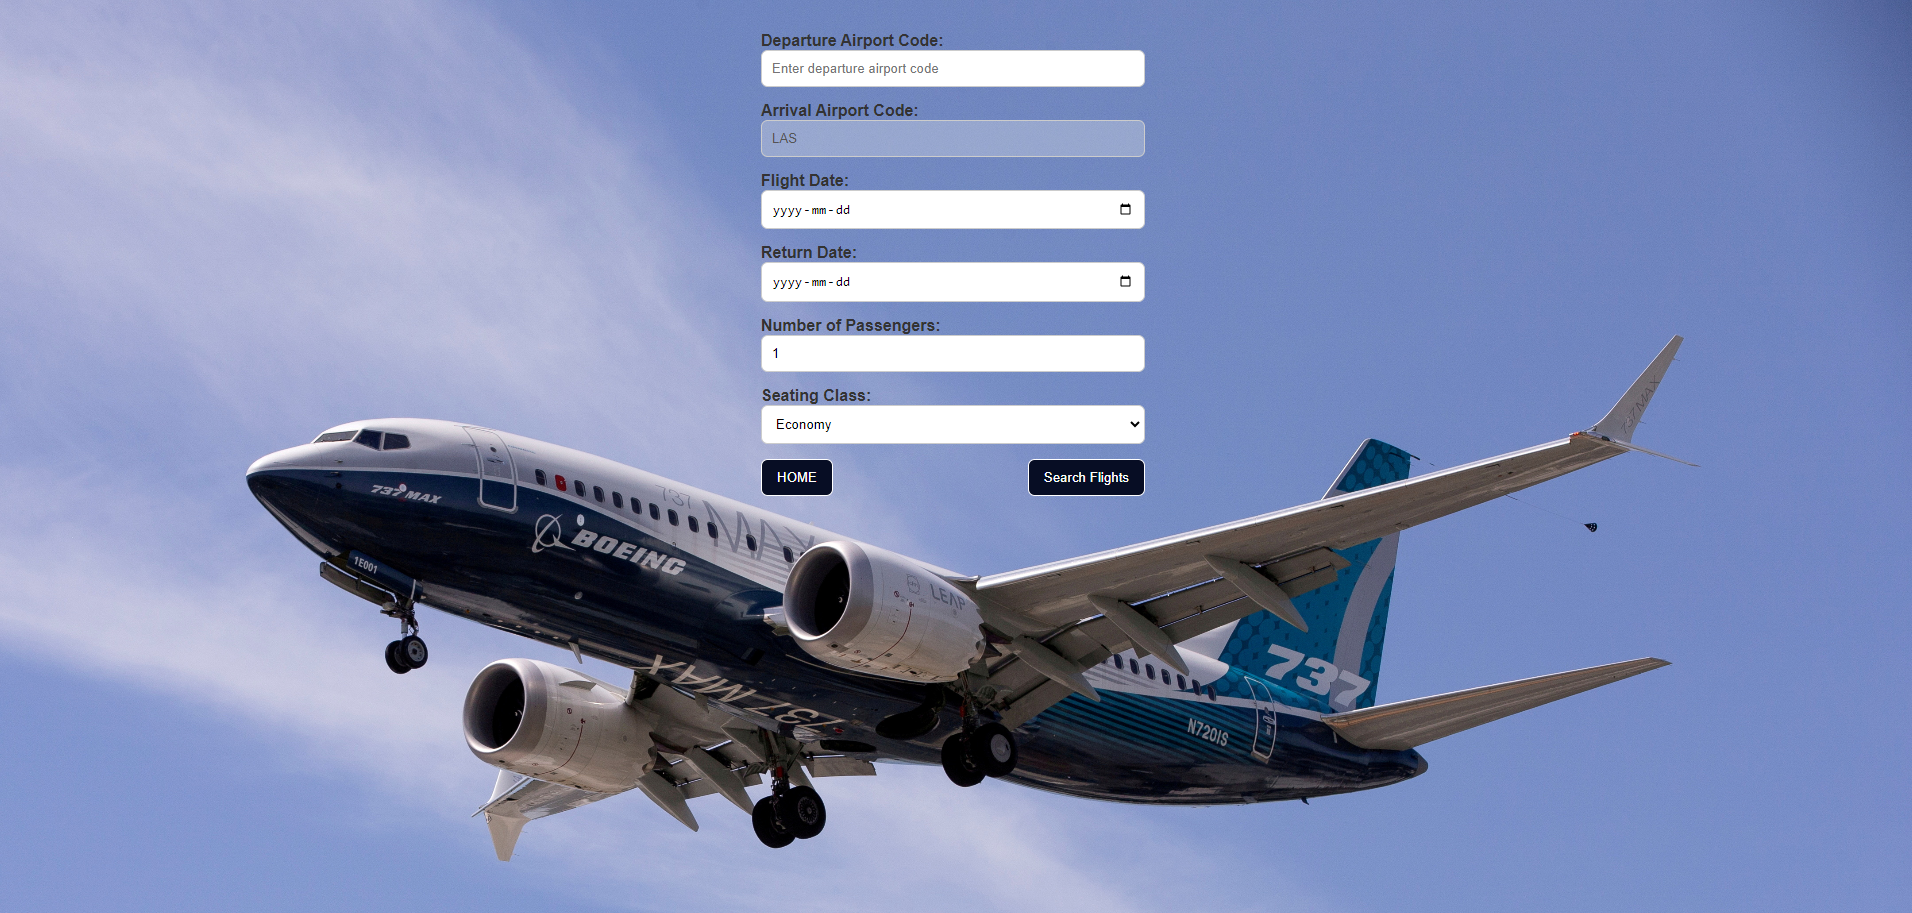 Departure Airport Code:
Enter departure airport code
Arrival Airport Code:
LAS
Flight Date:
yyyy-mm-dd
Return Date:
yyyy-mm-dd
Number of Passengers:
1
Seating Class:
Economy
HOME
Search Flights
737 MAX
737 MAX
737 MAX
BOEING
1E001
LEAP
737 MAX
737
N720IS